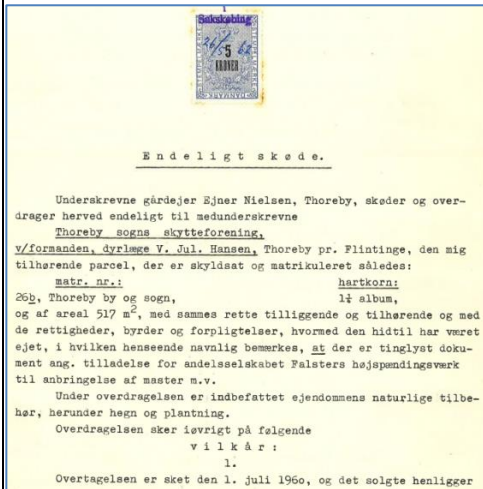 Sakskøbing
26/5 62
5
KRONER
Endeligt skøde.
Underskrevne gårdejer Ejner Nielsen, Thoreby, skøder og over-
drager herved endeligt til medunderskrevne
Thoreby sogns skytteforening,
v/formanden, dyrlæge V. Jul. Hansen, Thoreby pr. Flintinge, den mig
tilhørende parcel, der er skyldsat og matrikuleret således:
matr. nr.: hartkorn:
26b, Thoreby by og sogn, 1¼ album,
og af areal 517 m², med sammes rette tilliggende og tilhørende og med
de rettigheder, byrder og forpligtelser, hvormed den hidtil har været
ejet, i hvilken henseende navnlig bemærkes, at der er tinglyst doku-
ment ang. tilladelse for andelsselskabet Falsters højspændingsværk
til anbringelse af master m.v.
Under overdragelsen er indbefattet ejendommens naturlige tilbe-
hør, herunder hegn og plantning.
Overdragelsen sker iøvrigt på følgende
vilkår:
1.
Overtagelsen er sket den 1. juli 196o, og det solgte henligger